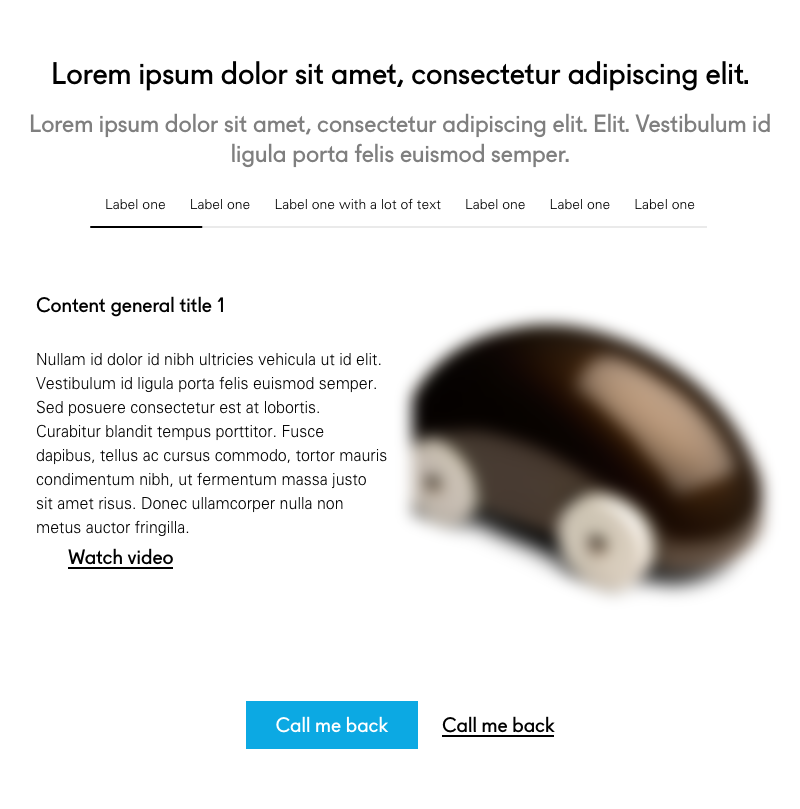 Lorem ipsum dolor sit amet, consectetur adipiscing elit.
Lorem ipsum dolor sit amet, consectetur adipiscing elit. Elit. Vestibulum id
ligula porta felis euismod semper.
Label one Label one Label one with a lot of text Label one Label one Label one
Content general title 1
Nullam id dolor id nibh ultricies vehicula ut id elit.
Vestibulum id ligula porta felis euismod semper.
Sed posuere consectetur est at lobortis.
Curabitur blandit tempus porttitor. Fusce
dapibus, tellus ac cursus commodo, tortor mauris
condimentum nibh, ut fermentum massa justo
sit amet risus. Donec ullamcorper nulla non
metus auctor fringilla.
Watch video
Call me back Call me back